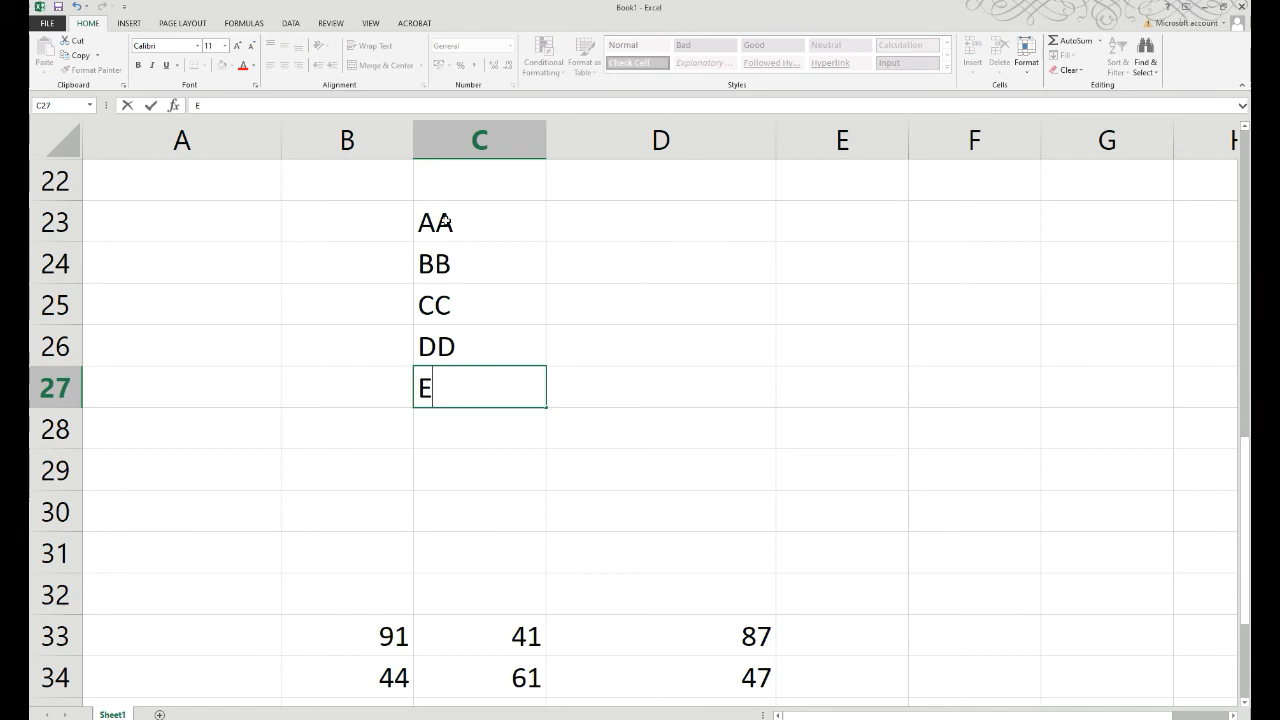 Book1 - Excel
FILE HOME INSERT PAGE LAYOUT FORMULAS DATA REVIEW VIEW ACROBAT Microsoft account
Paste Cut Copy Format Painter Clipboard
Calibri 11 B I U A Font
Wrap Text Merge & Center Alignment
General % Number
Conditional Formatting Format as Table
Normal Bad Good Neutral Calculation
Check Cell Explanatory ... Followed Hy... Hyperlink Input
Styles
Insert Delete Format Cells
AutoSum Clear Sort & Filter Find & Select Editing
C27 fx E
A B C D E F G H
22
23 AA
24 BB
25 CC
26 DD
27 E
28
29
30
31
32
33 91 41 87
34 44 61 47
Sheet1